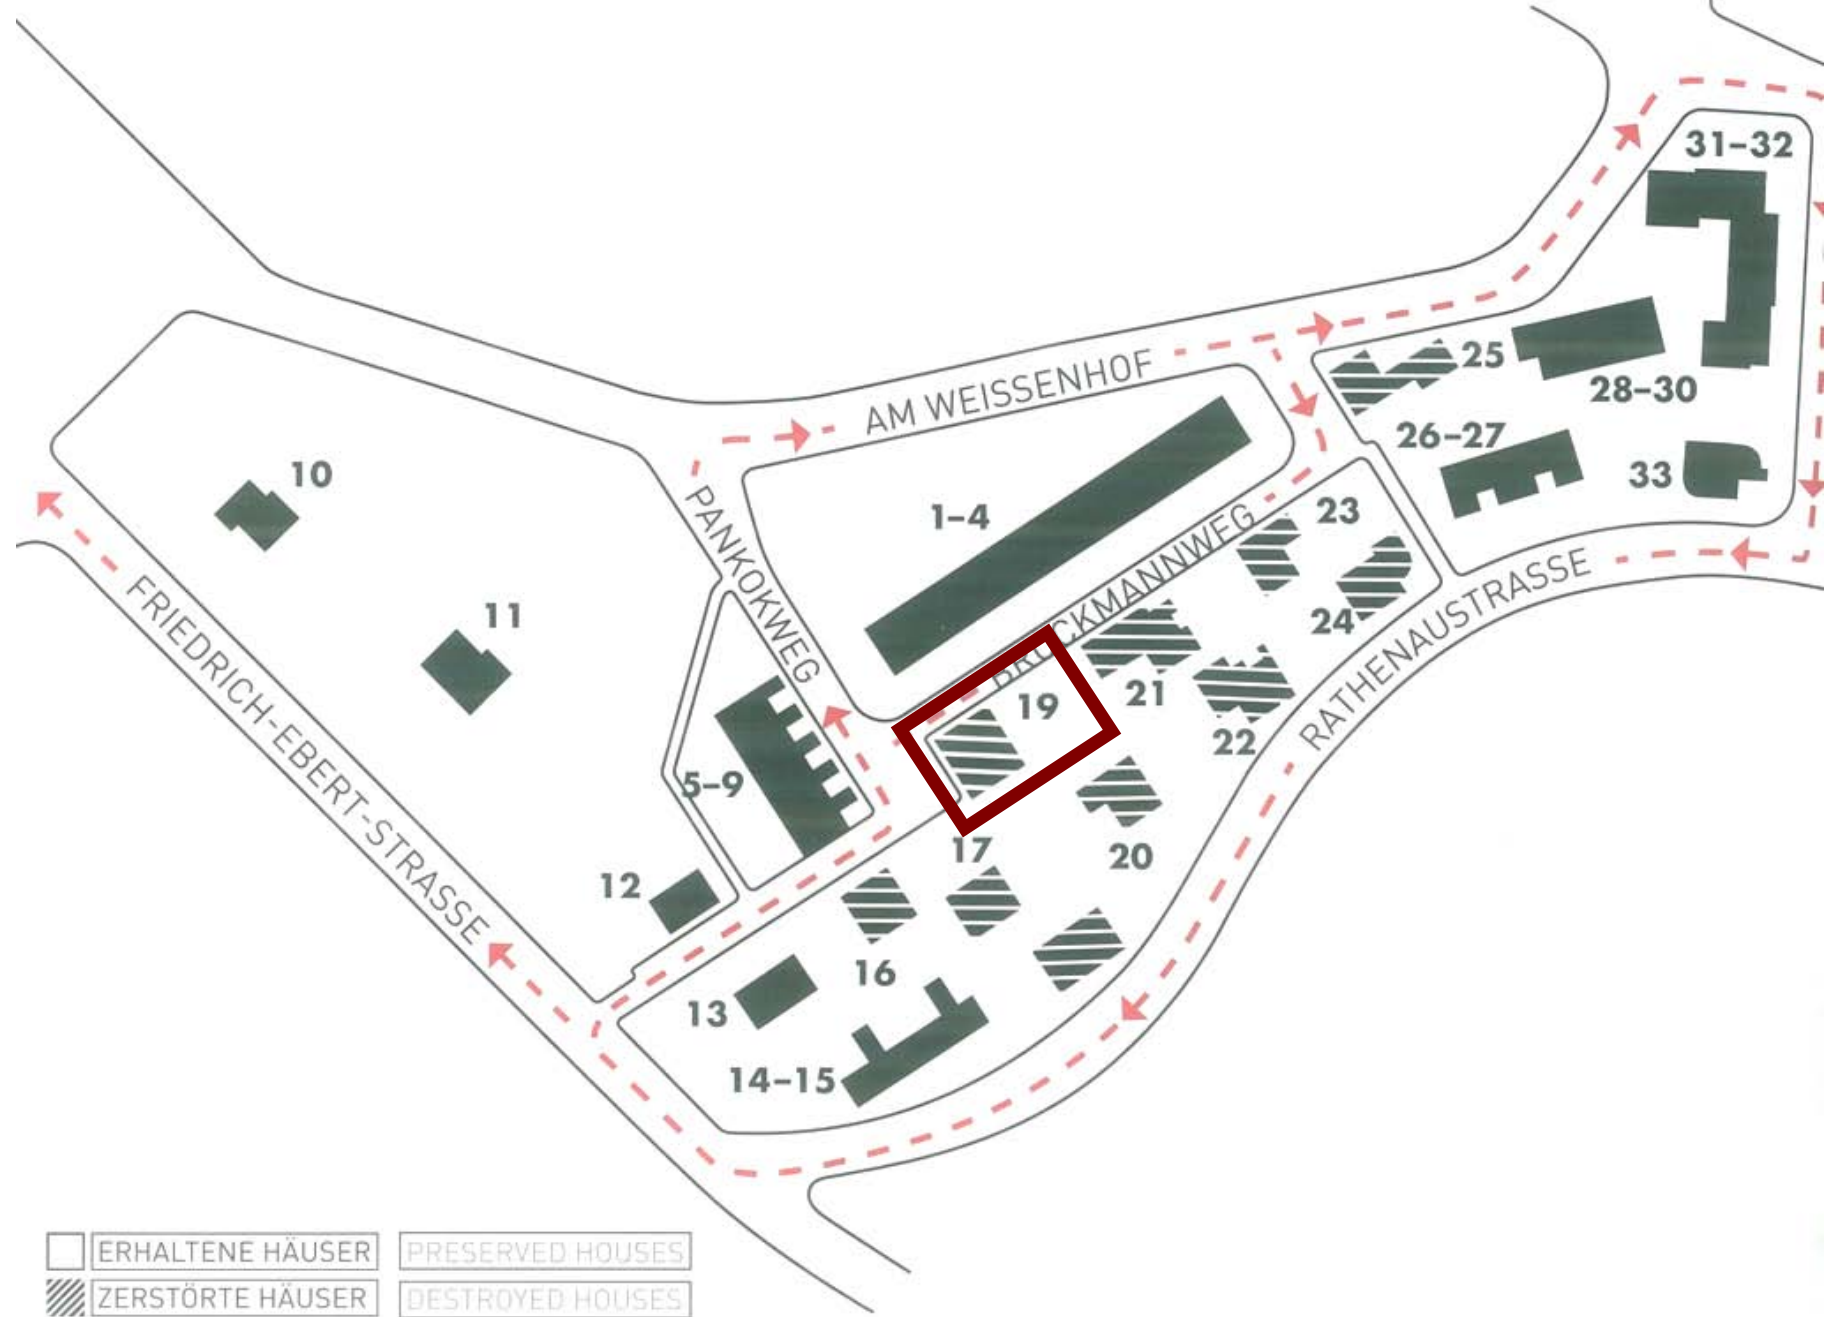 31–32
25
28–30
AM WEISSENHOF
26–27
33
10
1–4
23
PANKOKWEG
BRUCKMANNWEG
RATHENAUSTRASSE
FRIEDRICH-EBERT-STRASSE
11
24
19
21
22
5–9
17
20
12
16
13
14–15
ERHALTENE HÄUSER PRESERVED HOUSES
ZERSTÖRTE HÄUSER DESTROYED HOUSES